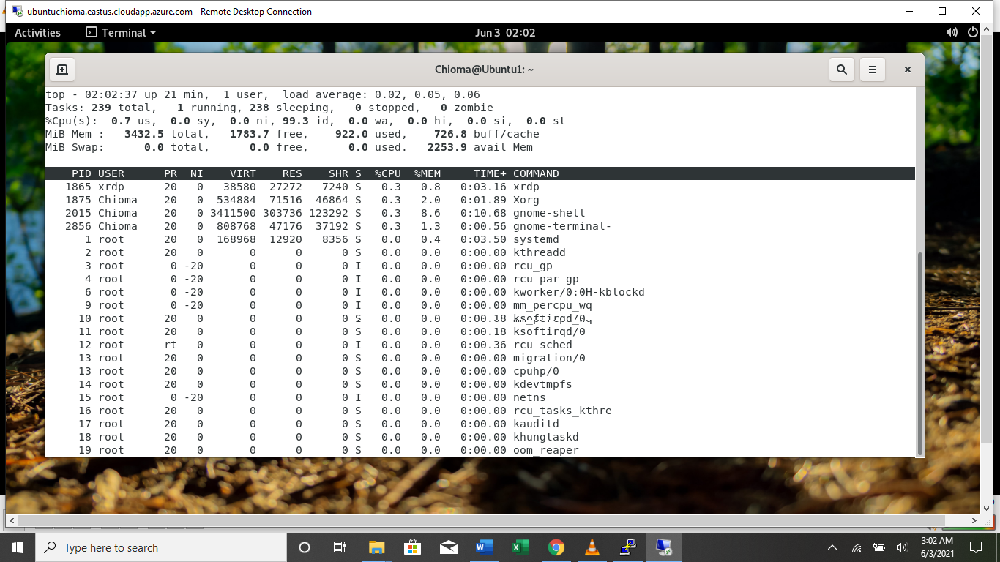 ubuntuchioma.eastus.cloudapp.azure.com - Remote Desktop Connection
Activities Terminal Jun 3 02:02
Chioma@Ubuntu1: ~
top - 02:02:37 up 21 min, 1 user, load average: 0.02, 0.05, 0.06
Tasks: 239 total, 1 running, 238 sleeping, 0 stopped, 0 zombie
%Cpu(s): 0.7 us, 0.0 sy, 0.0 ni, 99.3 id, 0.0 wa, 0.0 hi, 0.0 si, 0.0 st
MiB Mem : 3432.5 total, 1783.7 free, 922.0 used, 726.8 buff/cache
MiB Swap: 0.0 total, 0.0 free, 0.0 used. 2253.9 avail Mem
PID USER PR NI VIRT RES SHR S %CPU %MEM TIME+ COMMAND
1865 xrdp 20 0 38580 27272 7240 S 0.3 0.8 0:03.16 xrdp
1875 Chioma 20 0 534884 71516 46864 S 0.3 2.0 0:01.89 Xorg
2015 Chioma 20 0 3411500 303736 123292 S 0.3 8.6 0:10.68 gnome-shell
2856 Chioma 20 0 808768 47176 37192 S 0.3 1.3 0:00.56 gnome-terminal-
1 root 20 0 168968 12920 8356 S 0.0 0.4 0:03.50 systemd
2 root 20 0 0 0 0 S 0.0 0.0 0:00.00 kthreadd
3 root 0 -20 0 0 0 I 0.0 0.0 0:00.00 rcu_gp
4 root 0 -20 0 0 0 I 0.0 0.0 0:00.00 rcu_par_gp
6 root 0 -20 0 0 0 I 0.0 0.0 0:00.00 kworker/0:0H-kblockd
9 root 0 -20 0 0 0 I 0.0 0.0 0:00.00 mm_percpu_wq
10 root 20 0 0 0 0 S 0.0 0.0
11 root 20 0 0 0 0 S 0.0 0.0 0:00.18 ksoftirqd/0
12 root rt 0 0 0 0 I 0.0 0.0 0:00.36 rcu_sched
13 root 20 0 0 0 0 S 0.0 0.0 0:00.00 migration/0
13 root 20 0 0 0 0 S 0.0 0.0 0:00.00 cpuhp/0
14 root 20 0 0 0 0 S 0.0 0.0 0:00.00 kdevtmpfs
15 root 0 -20 0 0 0 I 0.0 0.0 0:00.00 netns
16 root 20 0 0 0 0 S 0.0 0.0 0:00.00 rcu_tasks_kthre
17 root 20 0 0 0 0 S 0.0 0.0 0:00.00 kauditd
18 root 20 0 0 0 0 S 0.0 0.0 0:00.00 khungtaskd
19 root 20 0 0 0 0 S 0.0 0.0 0:00.00 oom_reaper
Type here to search
3:02 AM
6/3/2021